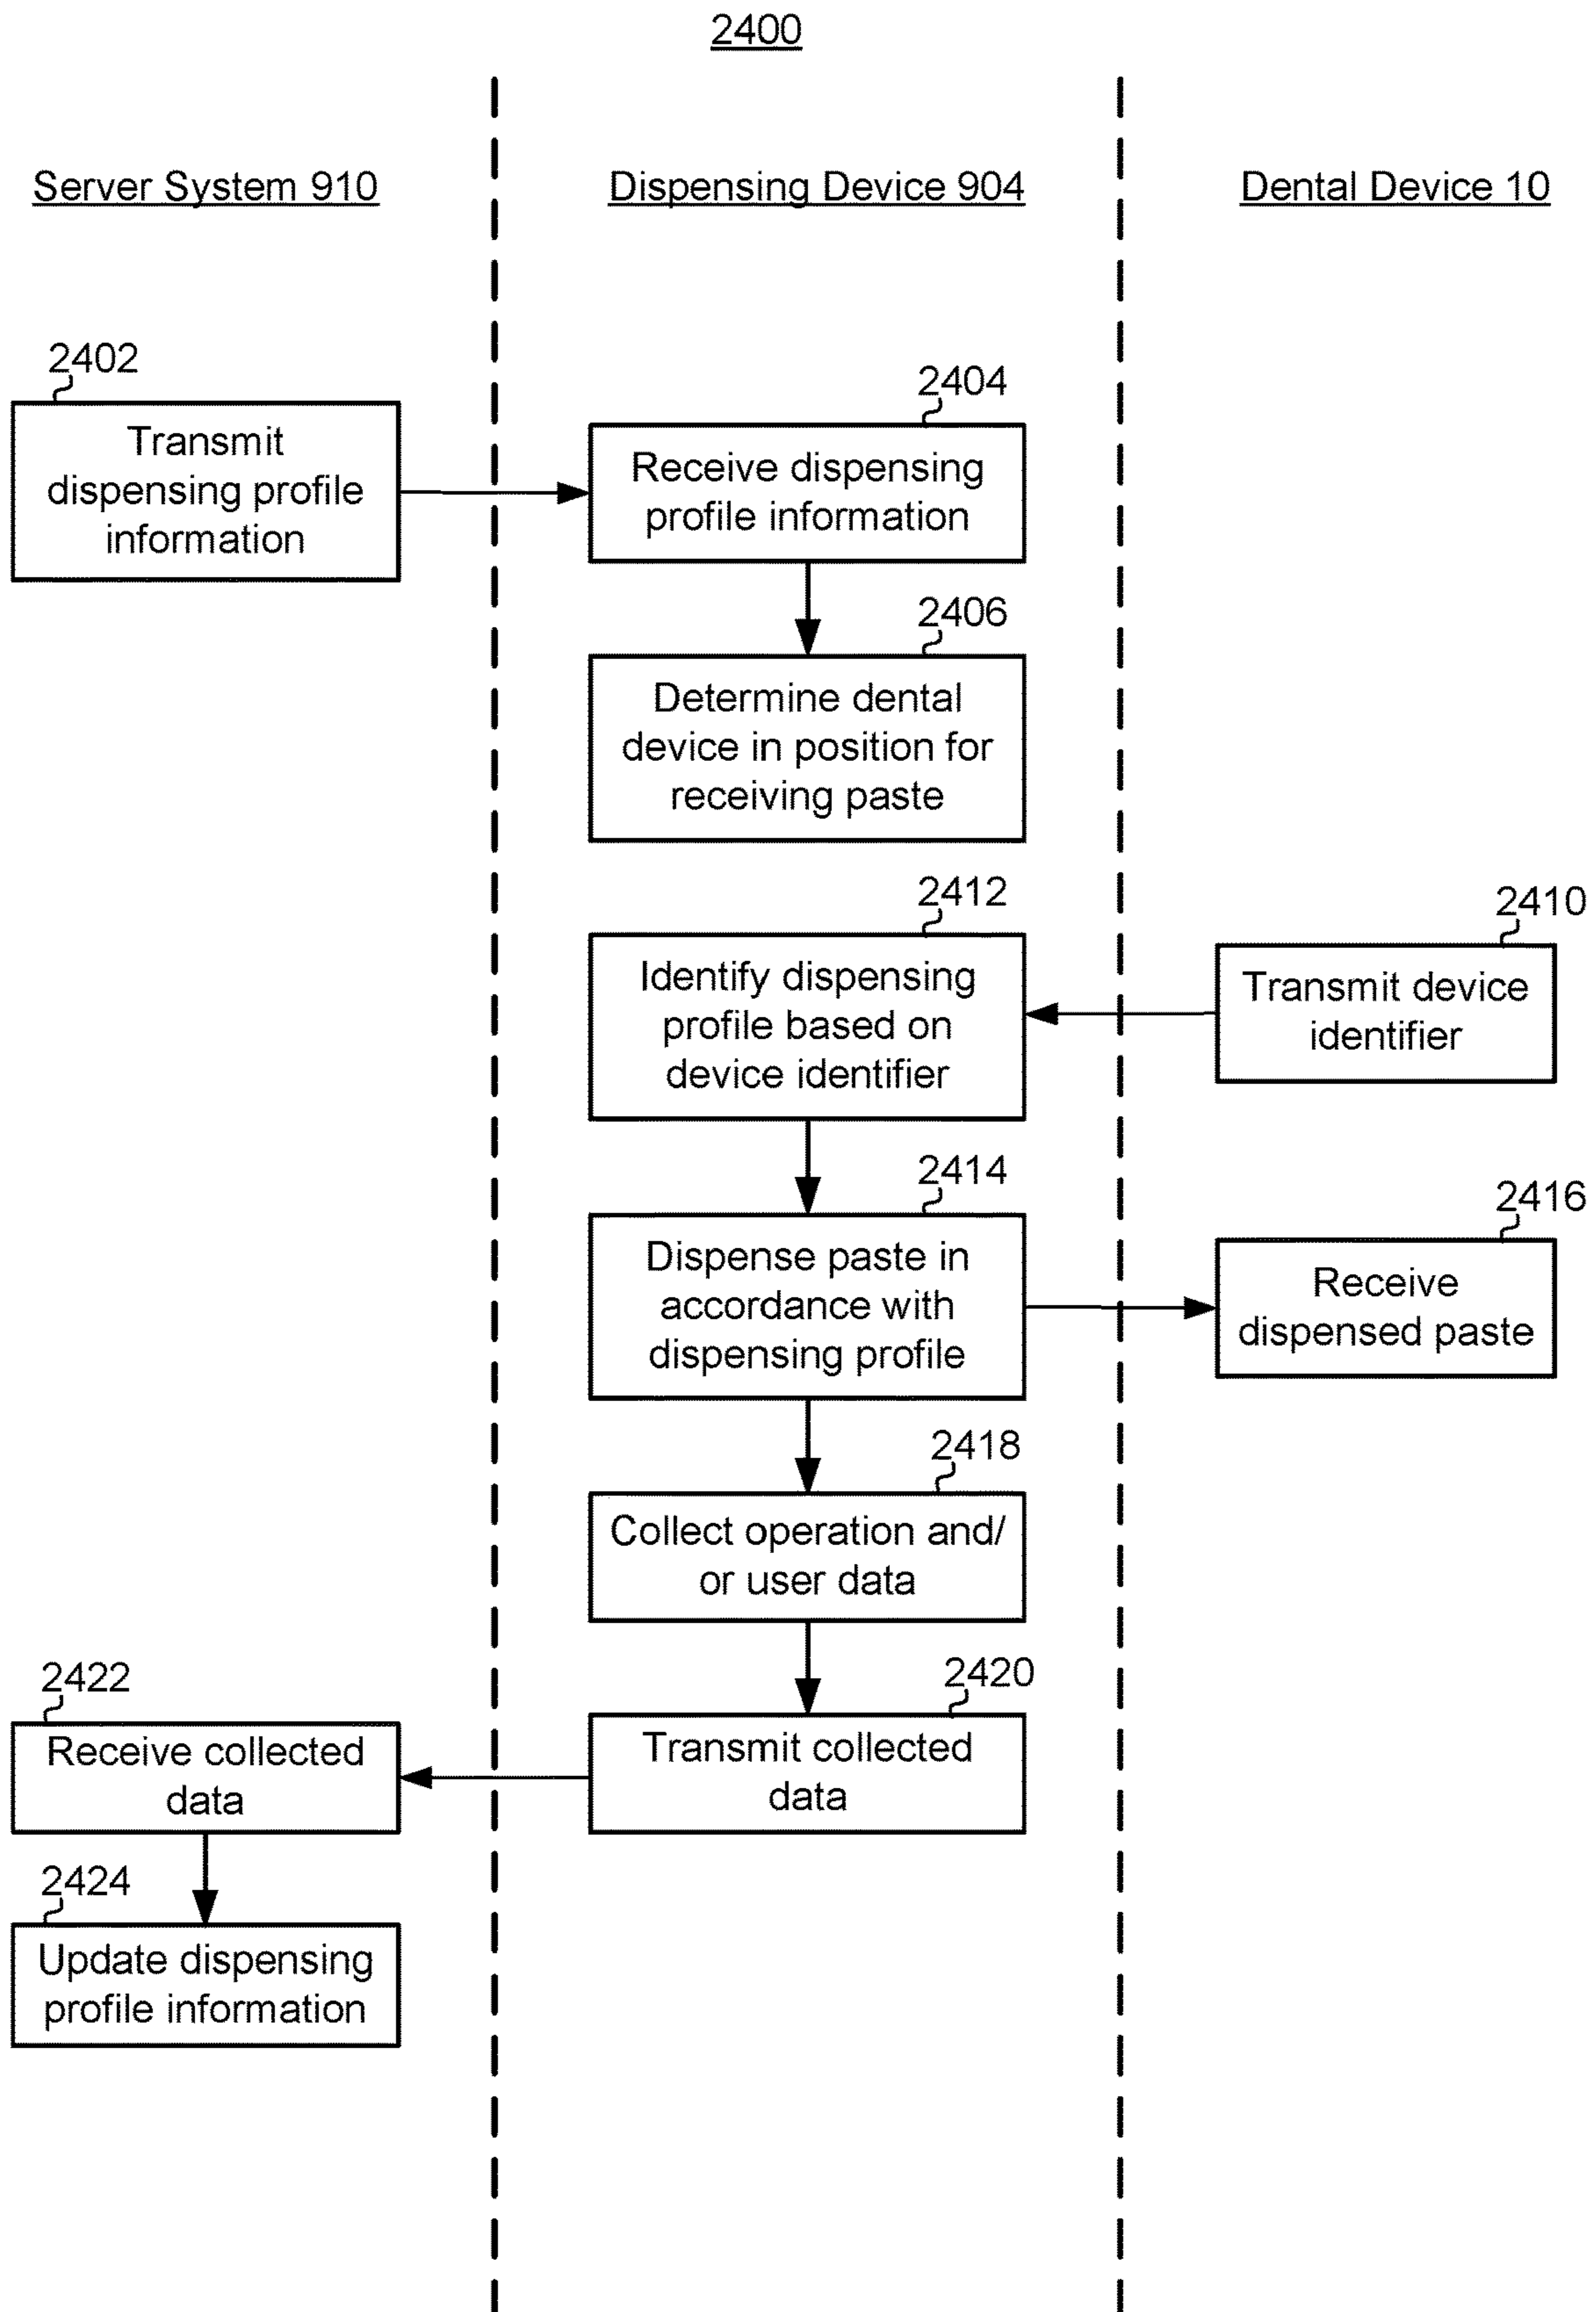 2400
Server System 910
Dispensing Device 904
Dental Device 10
2402
Transmit
dispensing profile
information
2404
Receive dispensing
profile information
2406
Determine dental
device in position for
receiving paste
2412
Identify dispensing
profile based on
device identifier
2410
Transmit device
identifier
2414
Dispense paste in
accordance with
dispensing profile
2416
Receive
dispensed paste
2418
Collect operation and/
or user data
2420
Transmit collected
data
2422
Receive collected
data
2424
Update dispensing
profile information